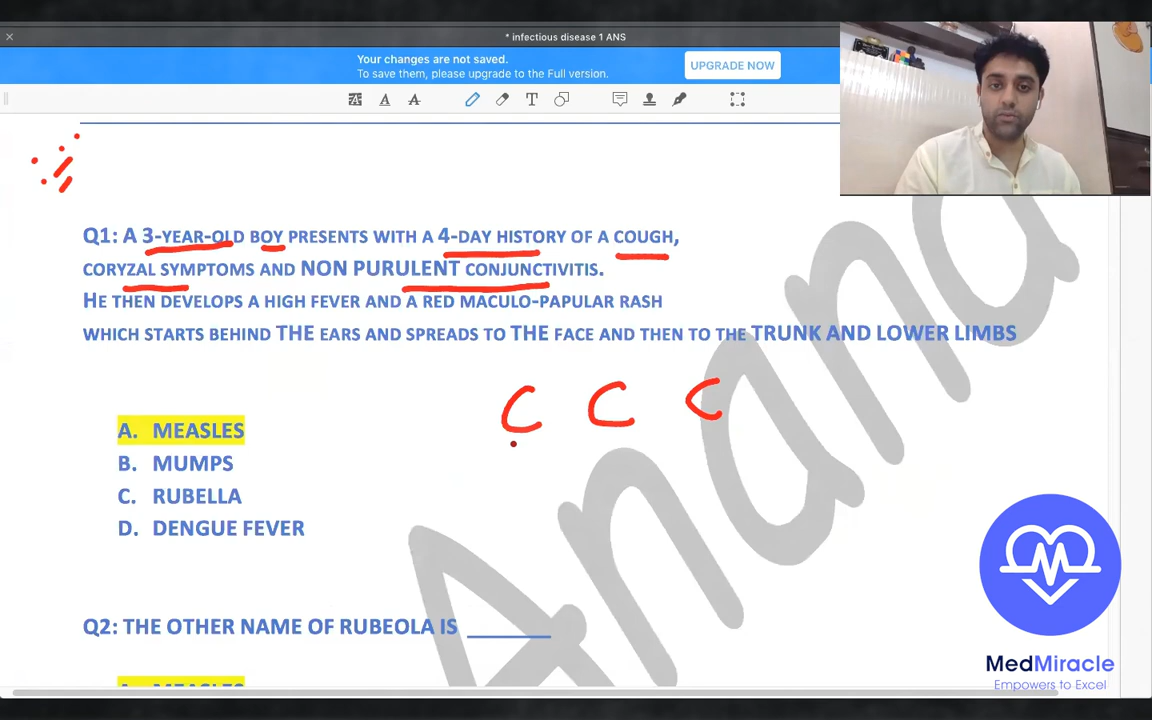 * infectious disease 1 ANS
Your changes are not saved.
To save them, please upgrade to the Full version.
UPGRADE NOW
Q1: A 3-YEAR-OLD BOY PRESENTS WITH A 4-DAY HISTORY OF A COUGH,
CORYZAL SYMPTOMS AND NON PURULENT CONJUNCTIVITIS.
HE THEN DEVELOPS A HIGH FEVER AND A RED MACULO-PAPULAR RASH
WHICH STARTS BEHIND THE EARS AND SPREADS TO THE FACE AND THEN TO THE TRUNK AND LOWER LIMBS
C C C
A. MEASLES
B. MUMPS
C. RUBELLA
D. DENGUE FEVER
Q2: THE OTHER NAME OF RUBEOLA IS ______
A. MEASLES
Anand
MedMiracle
Empowers to Excel